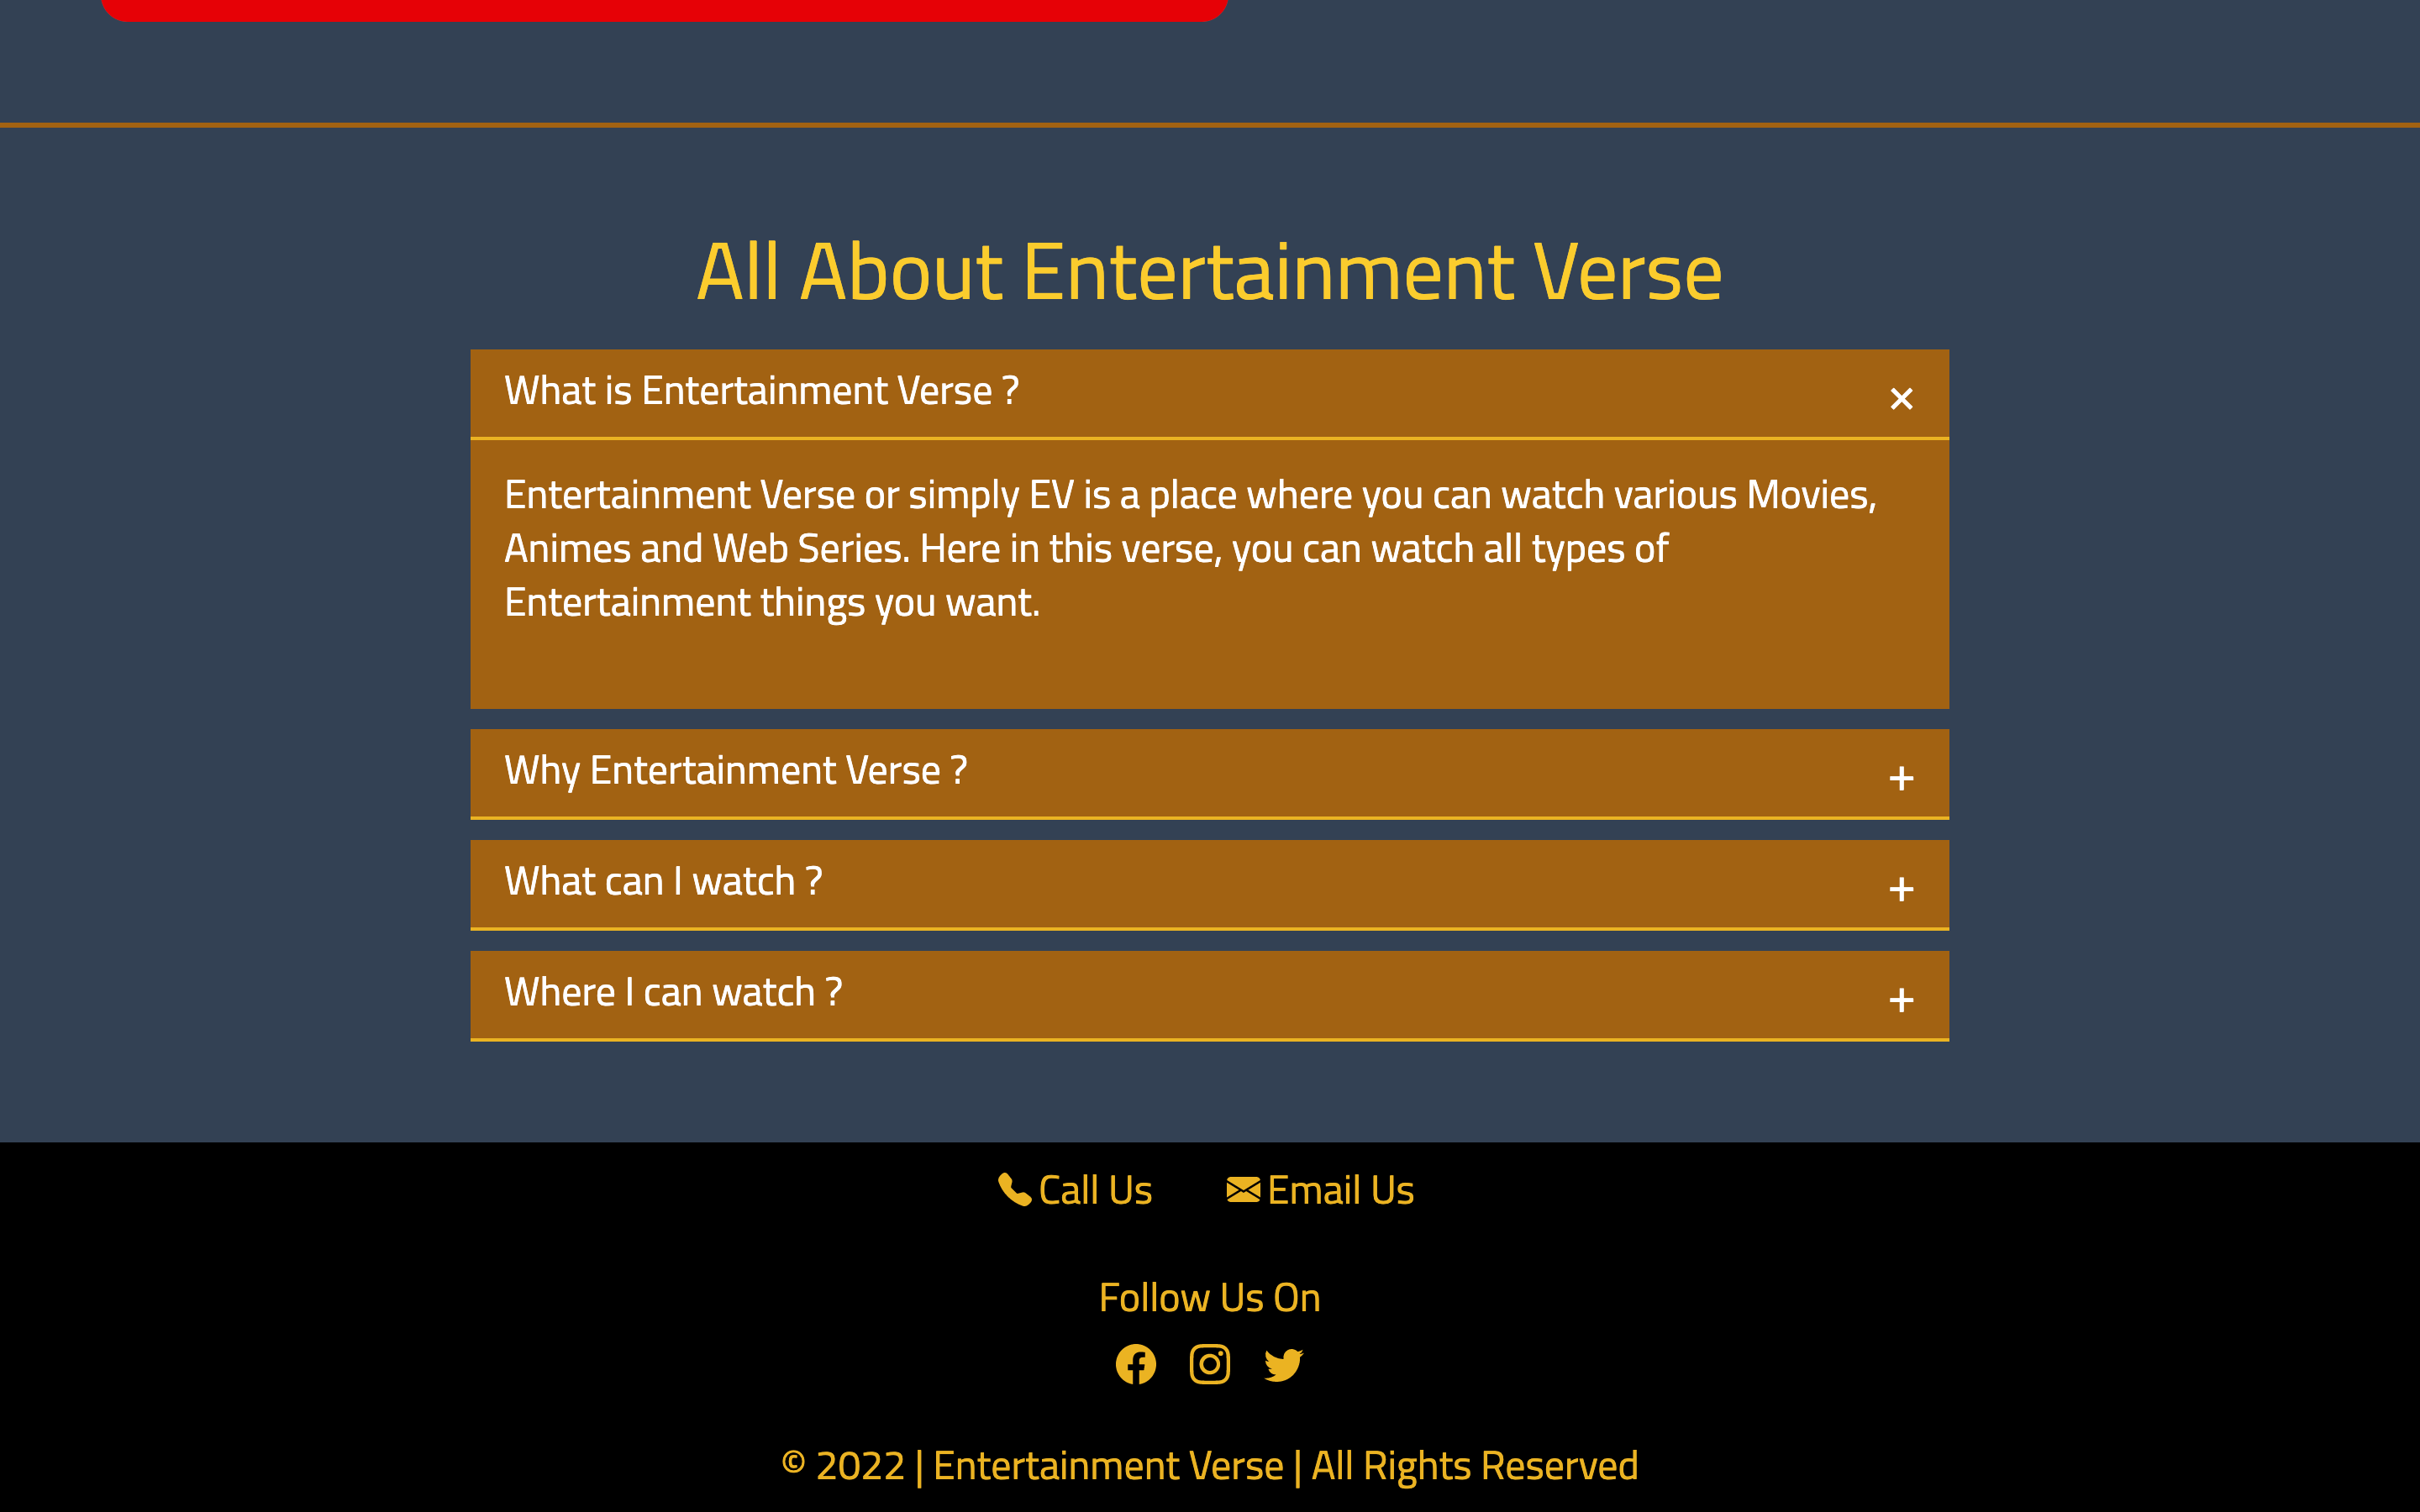 All About Entertainment Verse
What is Entertainment Verse ?
Entertainment Verse or simply EV is a place where you can watch various Movies,
Animes and Web Series. Here in this verse, you can watch all types of
Entertainment things you want.
Why Entertainment Verse ?
What can I watch ?
Where I can watch ?
Call Us Email Us
Follow Us On
© 2022 | Entertainment Verse | All Rights Reserved